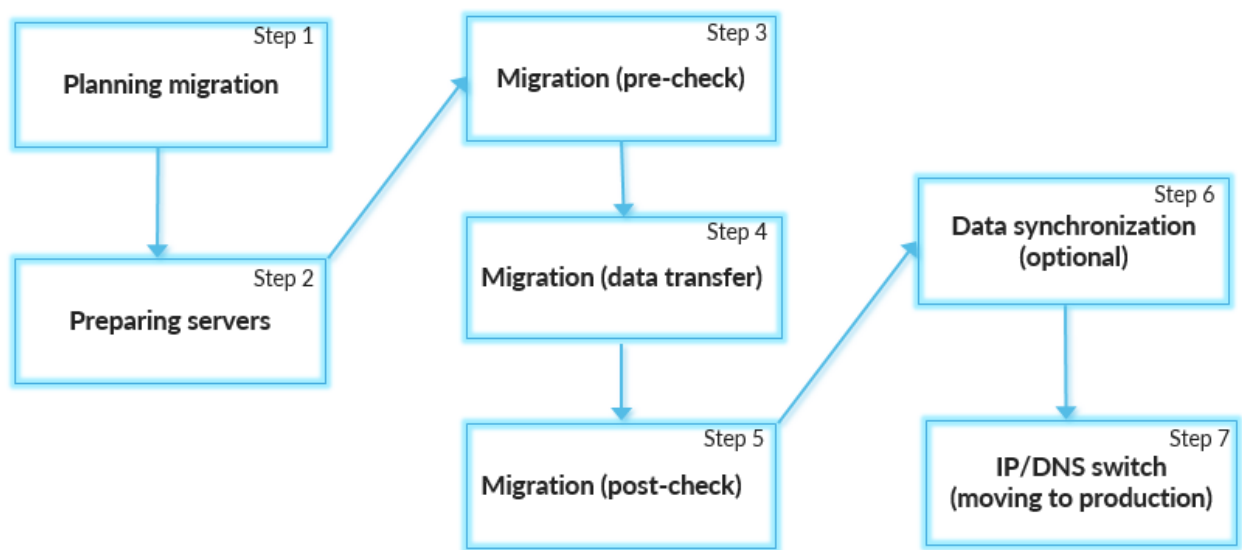 Step 1
Planning migration
Step 2
Preparing servers
Step 3
Migration (pre-check)
Step 4
Migration (data transfer)
Step 5
Migration (post-check)
Step 6
Data synchronization
(optional)
Step 7
IP/DNS switch
(moving to production)